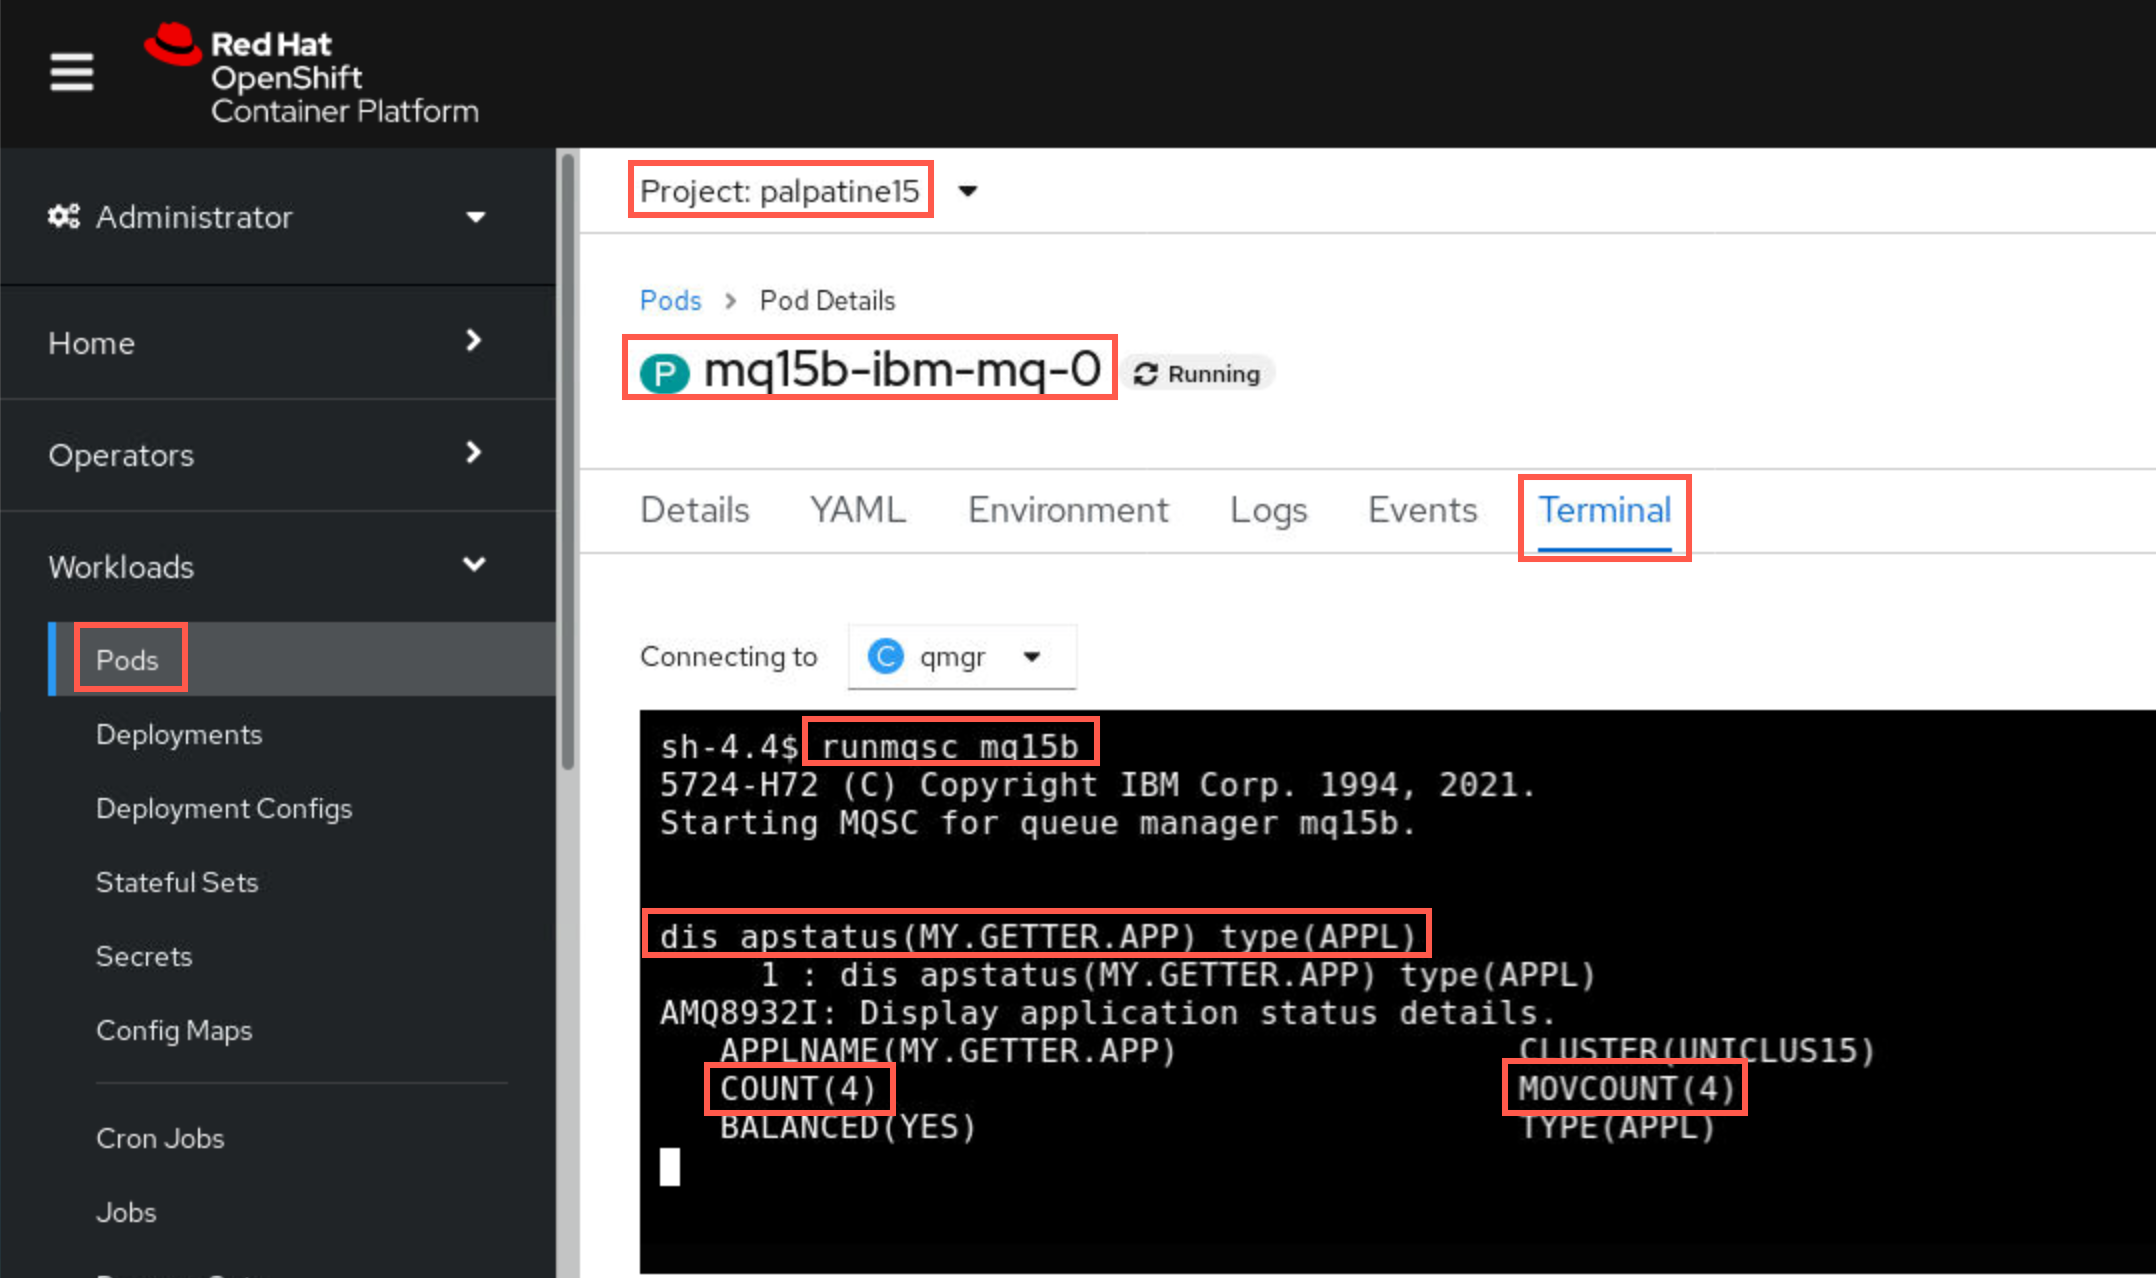 Red Hat
OpenShift
Container Platform
Administrator
Home
Operators
Workloads
Pods
Deployments
Deployment Configs
Stateful Sets
Secrets
Config Maps
Cron Jobs
Jobs
Project: palpatine15
Pods > Pod Details
P mq15b-ibm-mq-0 Running
Details YAML Environment Logs Events Terminal
Connecting to C qmgr
sh-4.4$ runmqsc mq15b
5724-H72 (C) Copyright IBM Corp. 1994, 2021.
Starting MQSC for queue manager mq15b.
dis apstatus(MY.GETTER.APP) type(APPL)
1 : dis apstatus(MY.GETTER.APP) type(APPL)
AMQ8932I: Display application status details.
APPLNAME(MY.GETTER.APP) CLUSTER(UNICLUS15)
COUNT(4) MOVCOUNT(4)
BALANCED(YES) TYPE(APPL)